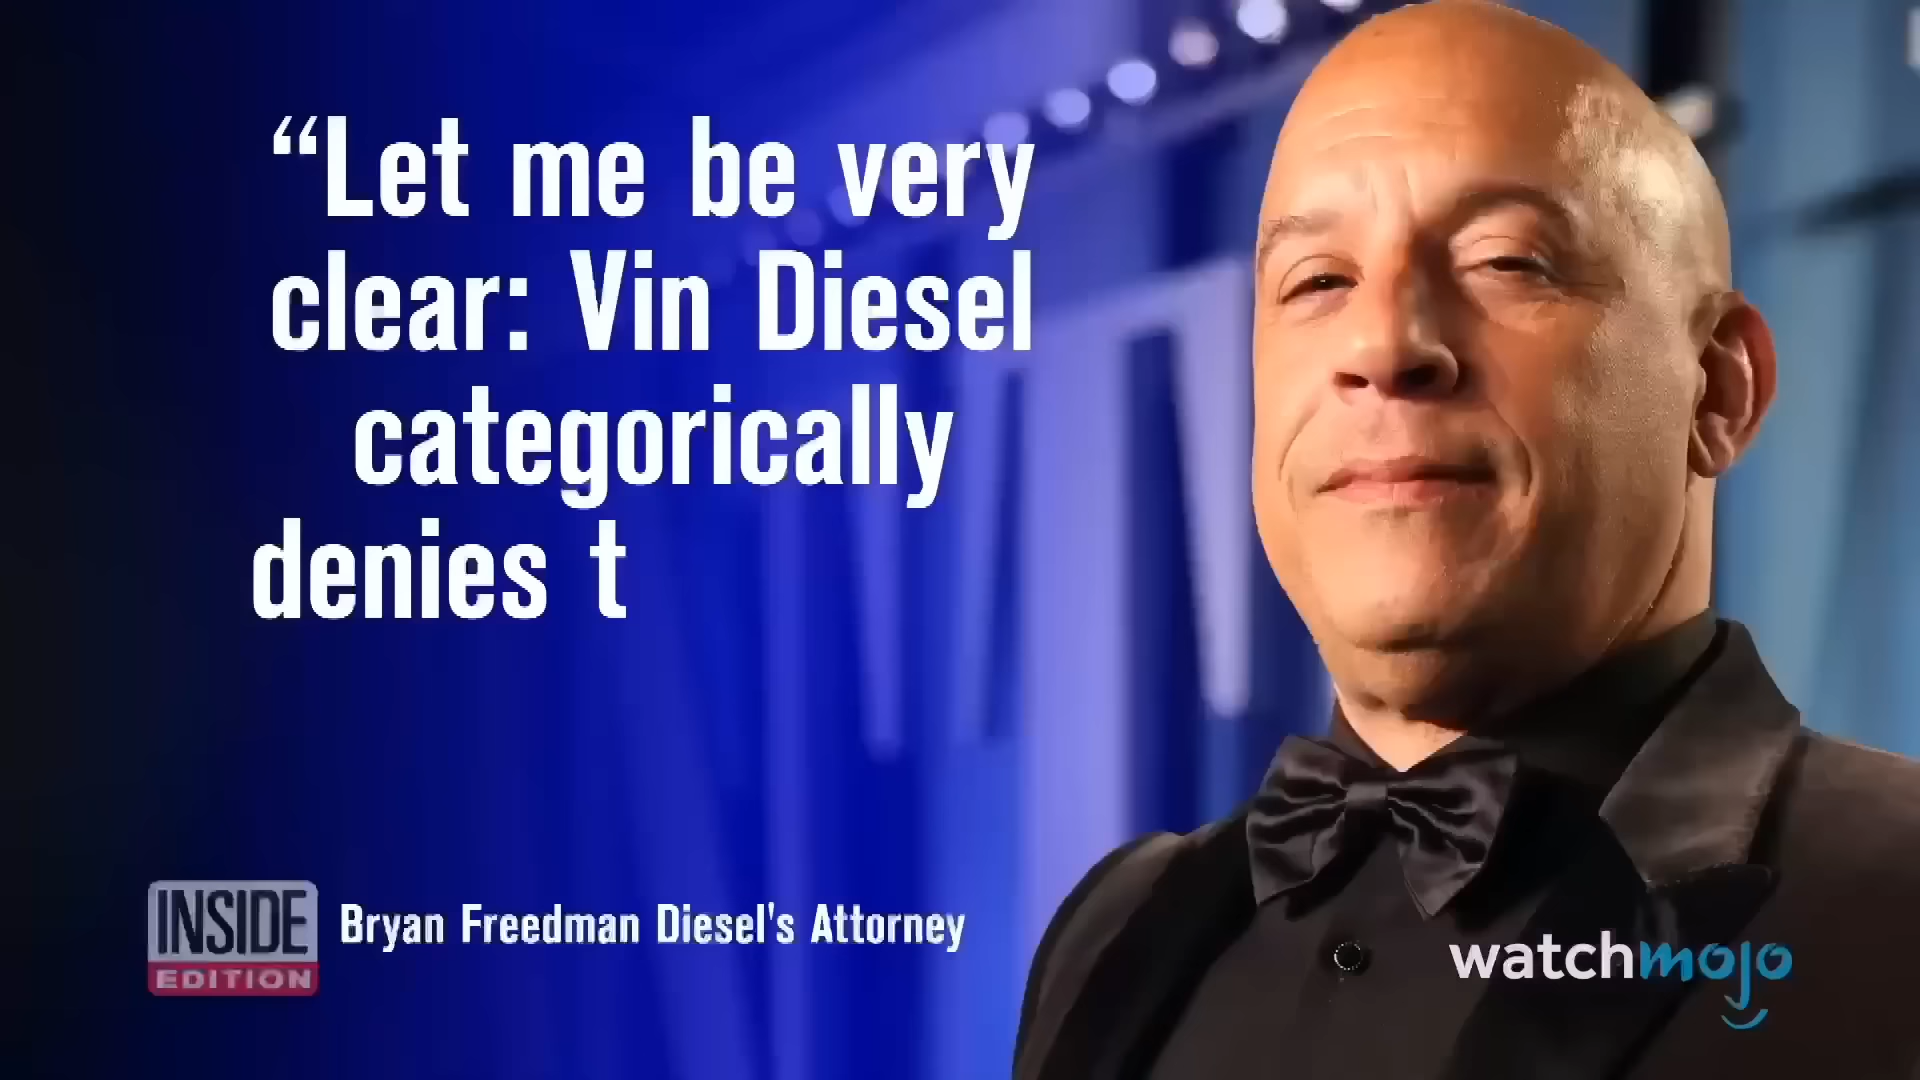 “Let me be very
clear: Vin Diesel
categorically
denies t
INSIDE
EDITION
Bryan Freedman Diesel's Attorney
watchmojo